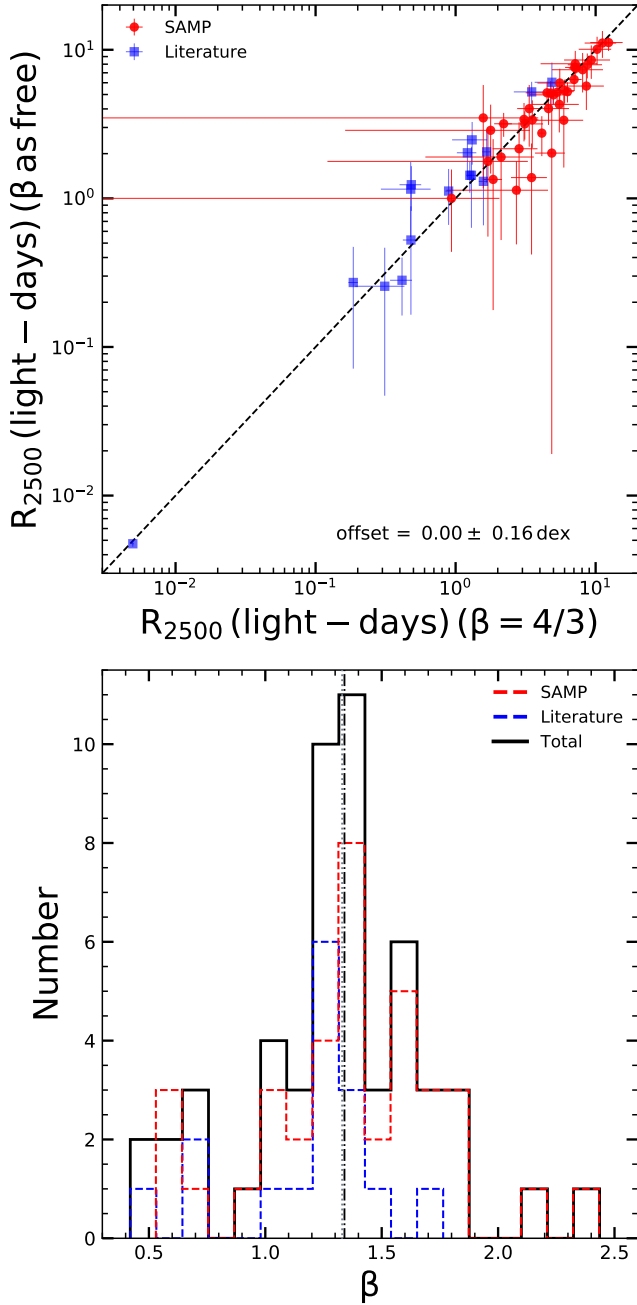 SAMP
Literature
10¹
10⁰
10⁻¹
10⁻²
R₂₅₀₀ (light − days) (β as free)
offset = 0.00 ± 0.16 dex
10⁻² 10⁻¹ 10⁰ 10¹
R₂₅₀₀ (light − days) (β = 4/3)
SAMP
Literature
Total
10
8
6
4
2
0
Number
0.5 1.0 1.5 2.0 2.5
β